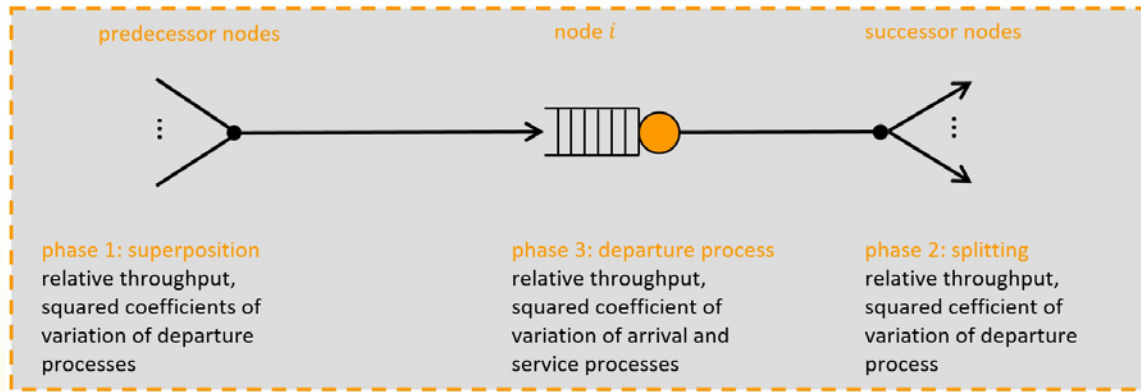 predecessor nodes
node i
successor nodes
⋮
⋮
phase 1: superposition
relative throughput,
squared coefficients of
variation of departure
processes
phase 3: departure process
relative throughput,
squared coefficient of
variation of arrival and
service processes
phase 2: splitting
relative throughput,
squared cefficient of
variation of departure
process